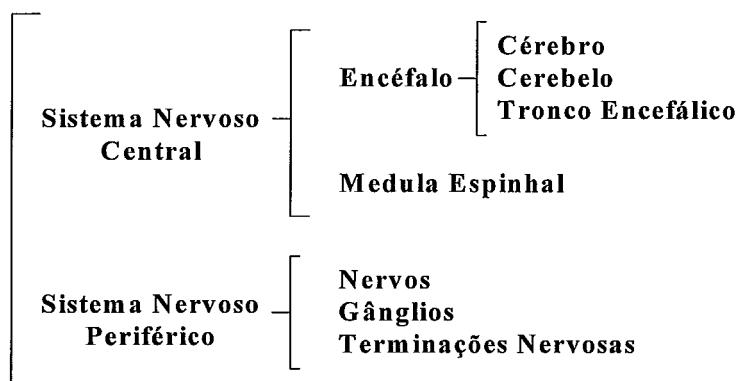 Sistema Nervoso
Central
Encéfalo
Cérebro
Cerebelo
Tronco Encefálico
Medula Espinhal
Sistema Nervoso
Periférico
Nervos
Gânglios
Terminações Nervosas